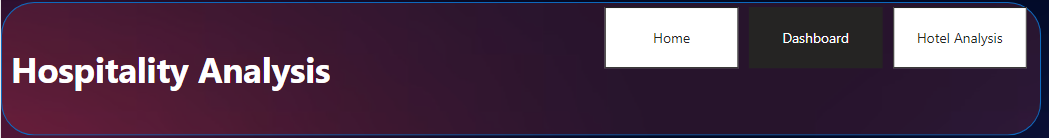 Home
Dashboard
Hotel Analysis
Hospitality Analysis